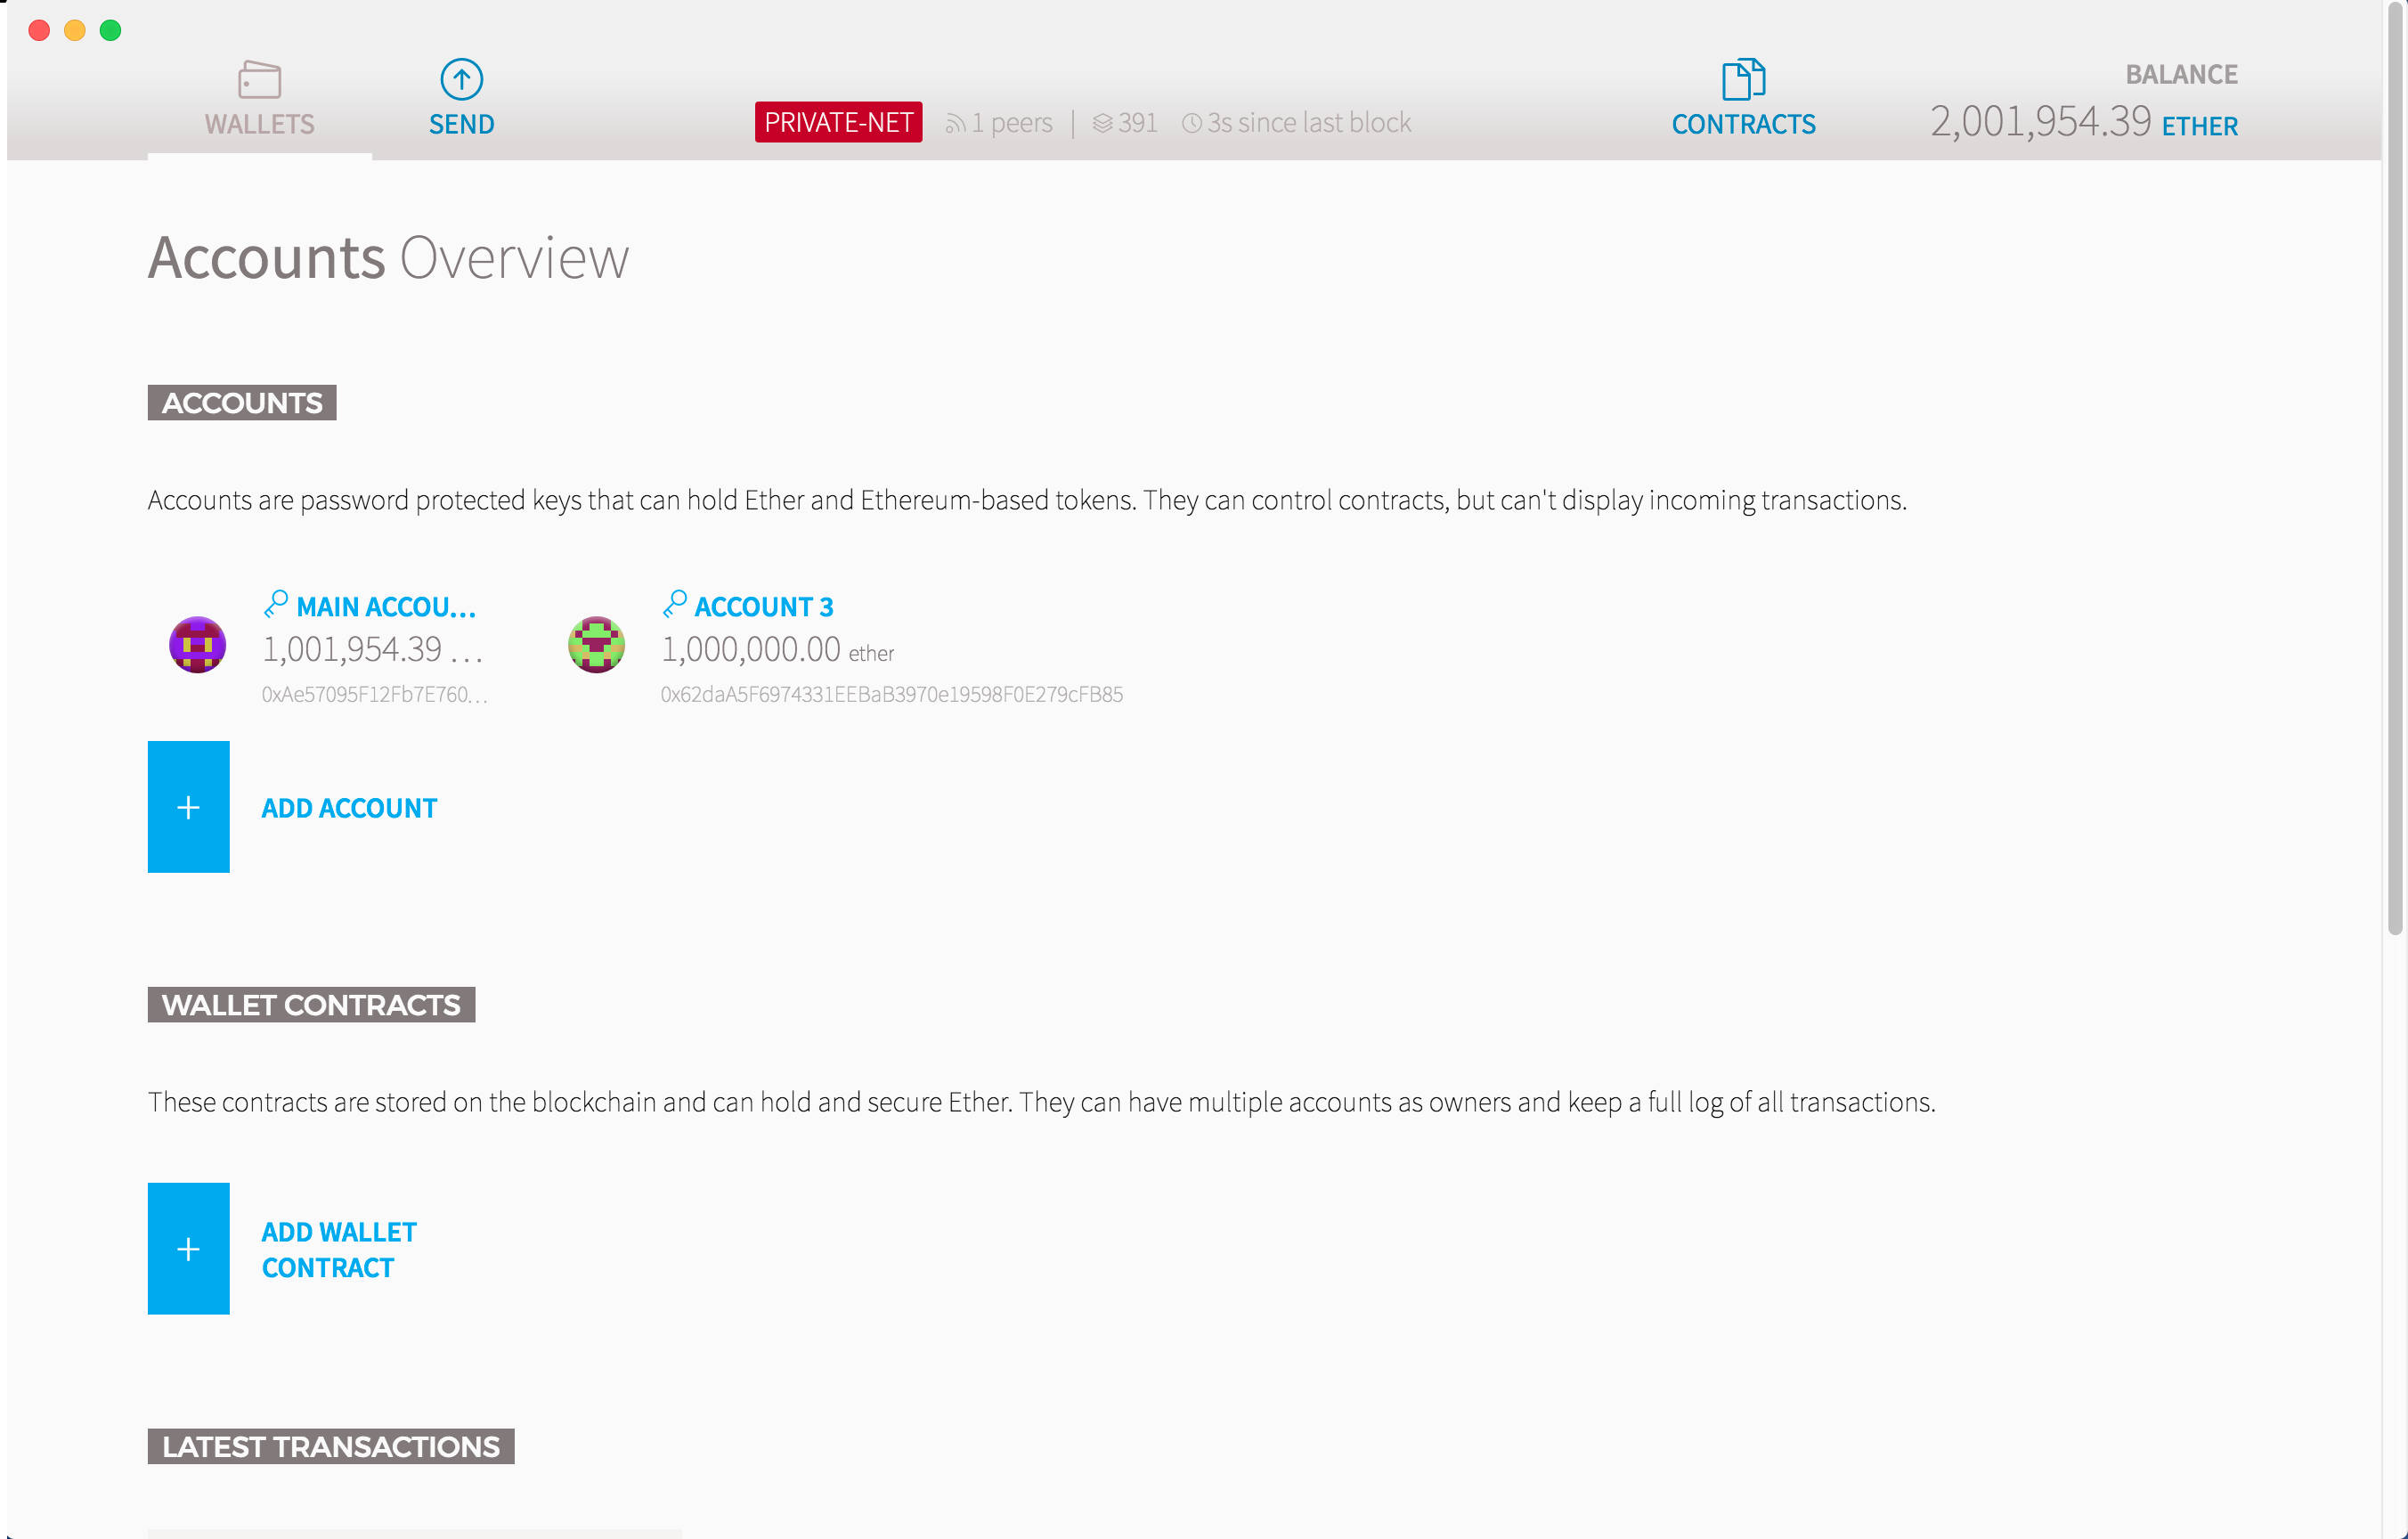 WALLETS
SEND
PRIVATE-NET 1 peers | 391 3s since last block
CONTRACTS
BALANCE
2,001,954.39 ETHER
Accounts Overview
ACCOUNTS
Accounts are password protected keys that can hold Ether and Ethereum-based tokens. They can control contracts, but can't display incoming transactions.
MAIN ACCOU...
1,001,954.39 ...
0xAe57095F12Fb7E760...
ACCOUNT 3
1,000,000.00 ether
0x62daA5F6974331EEBaB3970e19598F0E279cFB85
+ ADD ACCOUNT
WALLET CONTRACTS
These contracts are stored on the blockchain and can hold and secure Ether. They can have multiple accounts as owners and keep a full log of all transactions.
+ ADD WALLET
CONTRACT
LATEST TRANSACTIONS